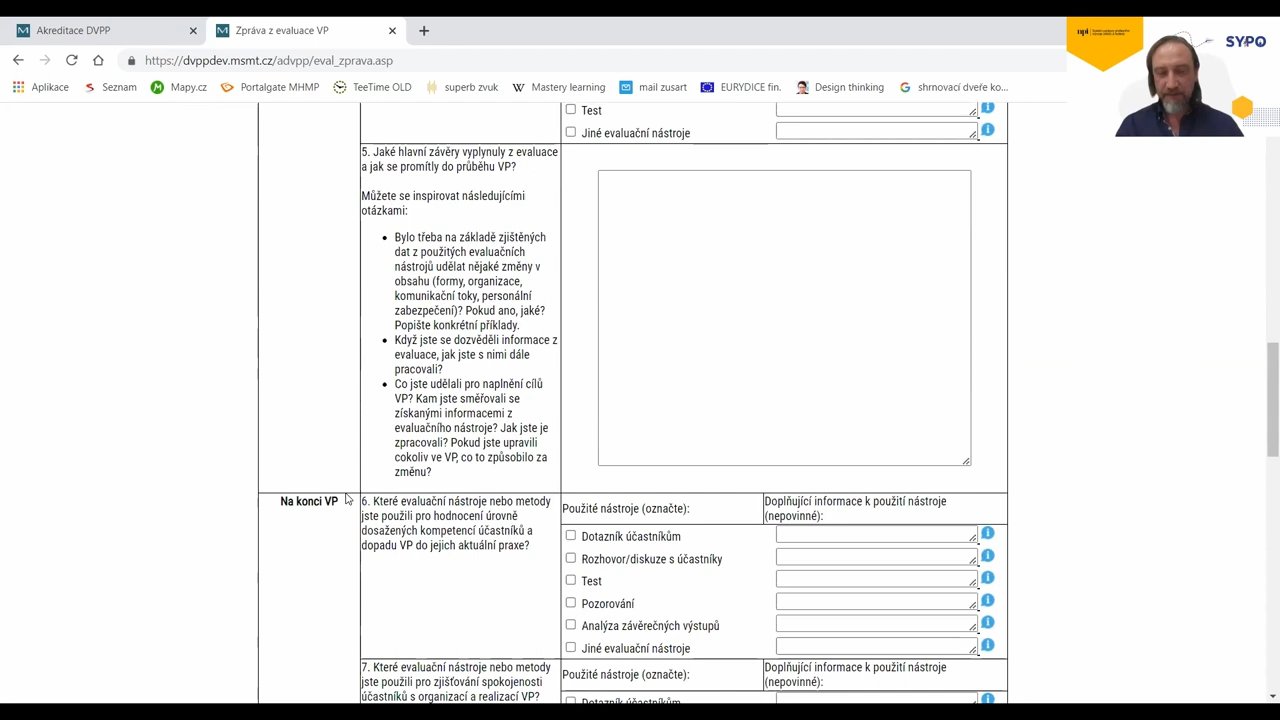 Akreditace DVPP
Zpráva z evaluace VP
https://dvppdev.msmt.cz/advpp/eval_zprava.asp
Aplikace
Seznam
Mapy.cz
Portalgate MHMP
TeeTime OLD
superb zvuk
Mastery learning
mail zusart
EURYDICE fin.
Design thinking
shrnovací dveře ko...
npi
SYPO
Test
Jiné evaluační nástroje
5. Jaké hlavní závěry vyplynuly z evaluace
a jak se promítly do průběhu VP?
Můžete se inspirovat následujícími
otázkami:
Bylo třeba na základě zjištěných
dat z použitých evaluačních
nástrojů udělat nějaké změny v
obsahu (formy, organizace,
komunikační toky, personální
zabezpečení)? Pokud ano, jaké?
Popište konkrétní příklady.
Když jste se dozvěděli informace z
evaluace, jak jste s nimi dále
pracovali?
Co jste udělali pro naplnění cílů
VP? Kam jste směřovali se
získanými informacemi z
evaluačního nástroje? Jak jste je
zpracovali? Pokud jste upravili
cokoliv ve VP, co to způsobilo za
změnu?
Na konci VP
6. Které evaluační nástroje nebo metody
jste použili pro hodnocení úrovně
dosažených kompetencí účastníků a
dopadu VP do jejich aktuální praxe?
Použité nástroje (označte):
Doplňující informace k použití nástroje
(nepovinné):
Dotazník účastníkům
Rozhovor/diskuze s účastníky
Test
Pozorování
Analýza závěrečných výstupů
Jiné evaluační nástroje
7. Které evaluační nástroje nebo metody
jste použili pro zjišťování spokojenosti
účastníků s organizací a realizací VP?
Použité nástroje (označte):
Doplňující informace k použití nástroje
(nepovinné):
Dotazník účastníkům